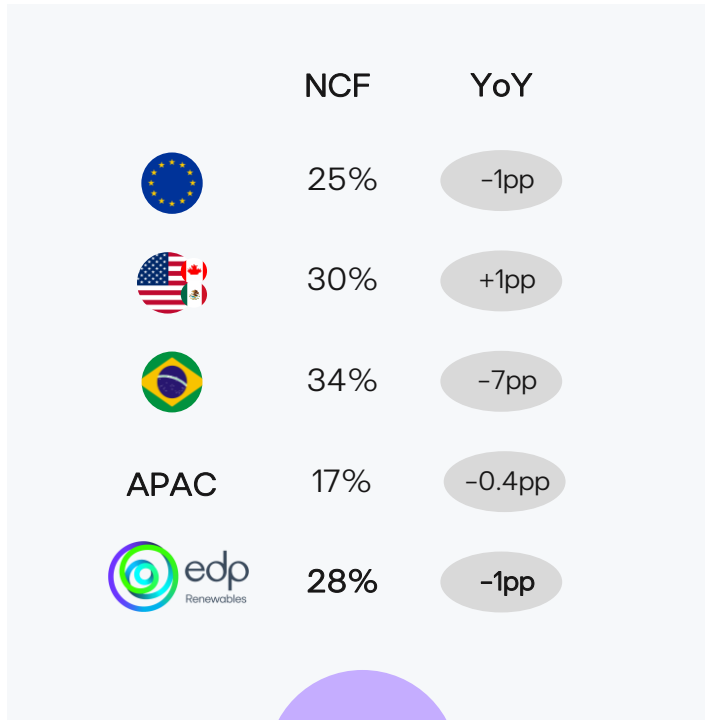 NCF YoY
25% -1pp
30% +1pp
34% -7pp
APAC 17% -0.4pp
edp Renewables 28% -1pp